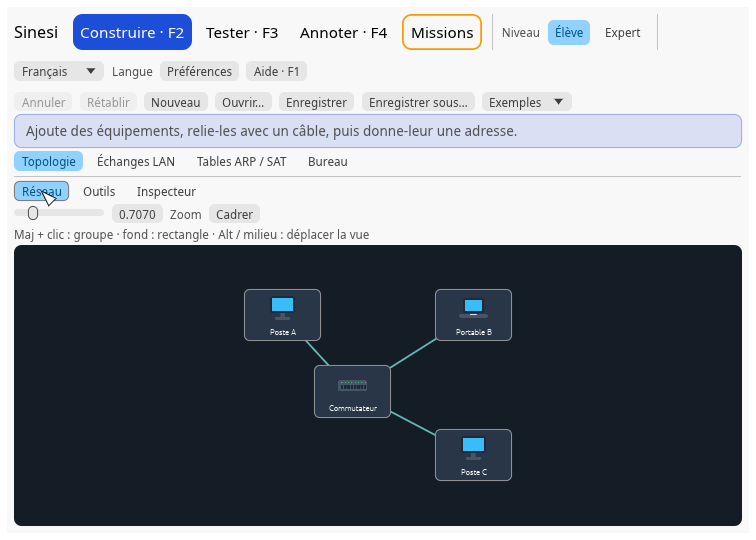 Sinesi Construire · F2 Tester · F3 Annoter · F4 Missions Niveau Élève Expert
Français Langue Préférences Aide · F1
Annuler Rétablir Nouveau Ouvrir... Enregistrer Enregistrer sous... Exemples
Ajoute des équipements, relie-les avec un câble, puis donne-leur une adresse.
Topologie Échanges LAN Tables ARP / SAT Bureau
Réseau Outils Inspecteur
0.7070 Zoom Cadrer
Maj + clic : groupe · fond : rectangle · Alt / milieu : déplacer la vue
Poste A Portable B
Commutateur
Poste C